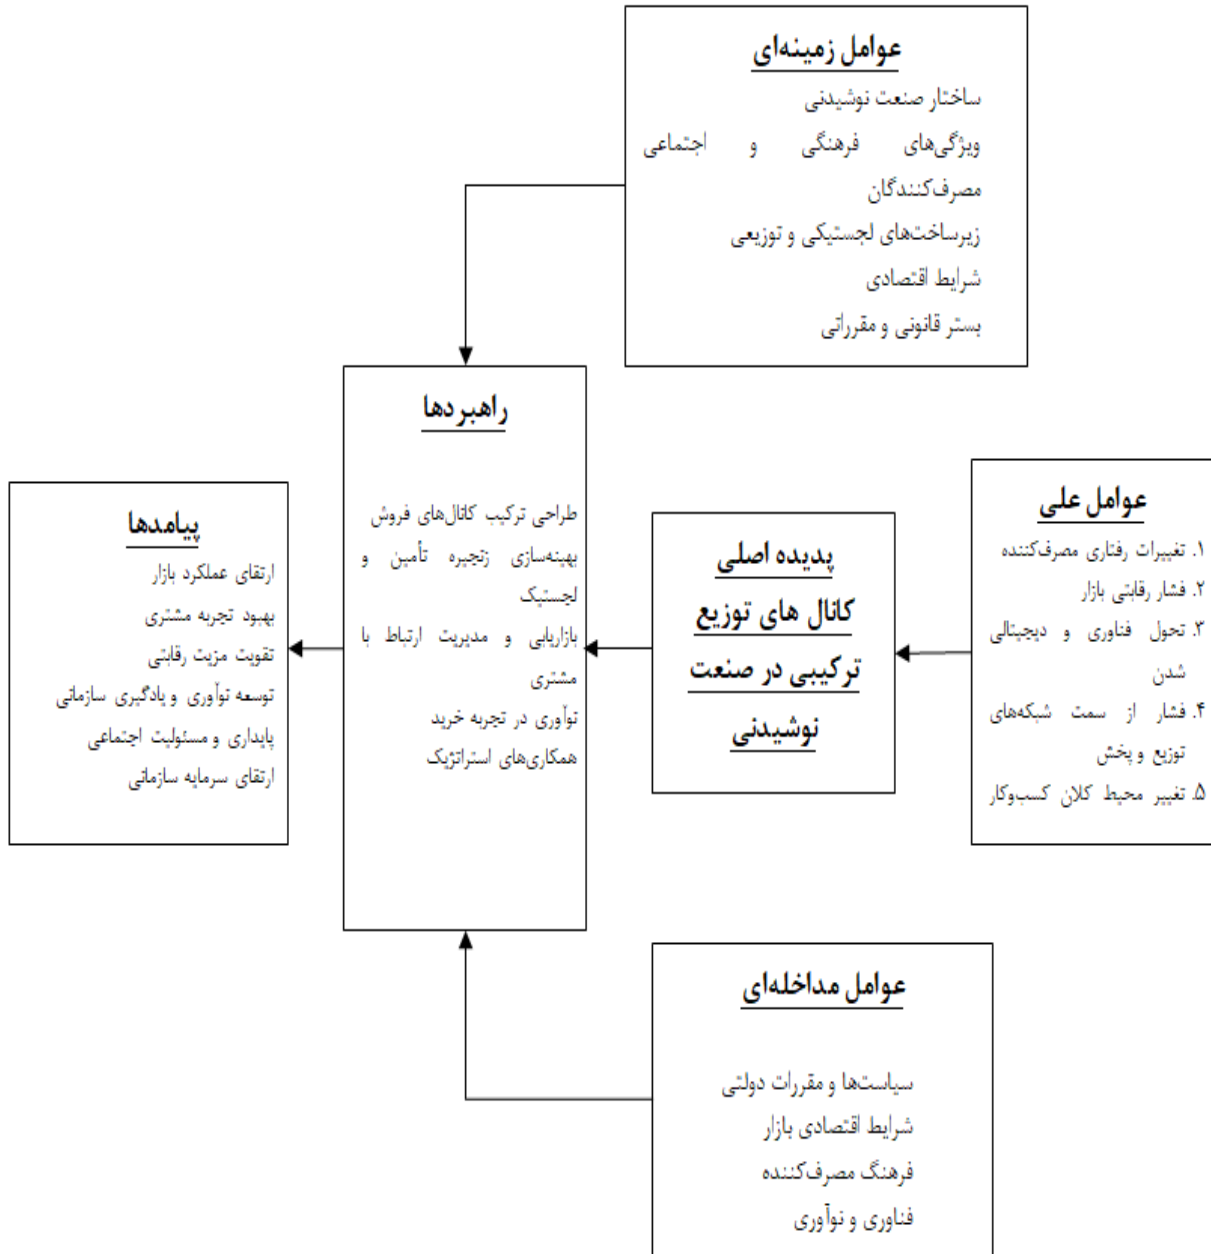 عوامل زمینه‌ای
ساختار صنعت نوشیدنی
ویژگی‌های فرهنگی و اجتماعی
مصرف‌کنندگان
زیرساخت‌های لجستیکی و توزیعی
شرایط اقتصادی
بستر قانونی و مقرراتی
عوامل علی
۱. تغییرات رفتاری مصرف‌کننده
۲. فشار رقابتی بازار
۳. تحول فناوری و دیجیتالی
شدن
۴. فشار از سمت شبکه‌های
توزیع و پخش
۵. تغییر محیط کلان کسب‌وکار
پدیده اصلی
کانال های توزیع
ترکیبی در صنعت
نوشیدنی
راهبردها
طراحی ترکیب کانال‌های فروش
بهینه‌سازی زنجیره تأمین و
لجستیک
بازاریابی و مدیریت ارتباط با
مشتری
نوآوری در تجربه خرید
همکاری‌های استراتژیک
پیامدها
ارتقای عملکرد بازار
بهبود تجربه مشتری
تقویت مزیت رقابتی
توسعه نوآوری و یادگیری سازمانی
پایداری و مسئولیت اجتماعی
ارتقای سرمایه سازمانی
عوامل مداخله‌ای
سیاست‌ها و مقررات دولتی
شرایط اقتصادی بازار
فرهنگ مصرف‌کننده
فناوری و نوآوری